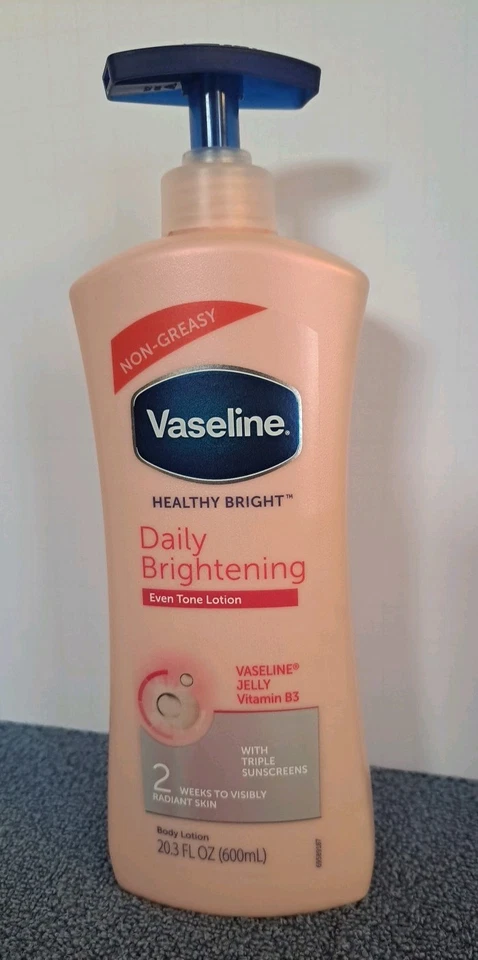 NON-GREASY
Vaseline®
HEALTHY BRIGHT™
Daily
Brightening
Even Tone Lotion
VASELINE®
JELLY
Vitamin B3
WITH
TRIPLE
SUNSCREENS
2 WEEKS TO VISIBLY
RADIANT SKIN
Body Lotion
20.3 FL OZ (600mL)